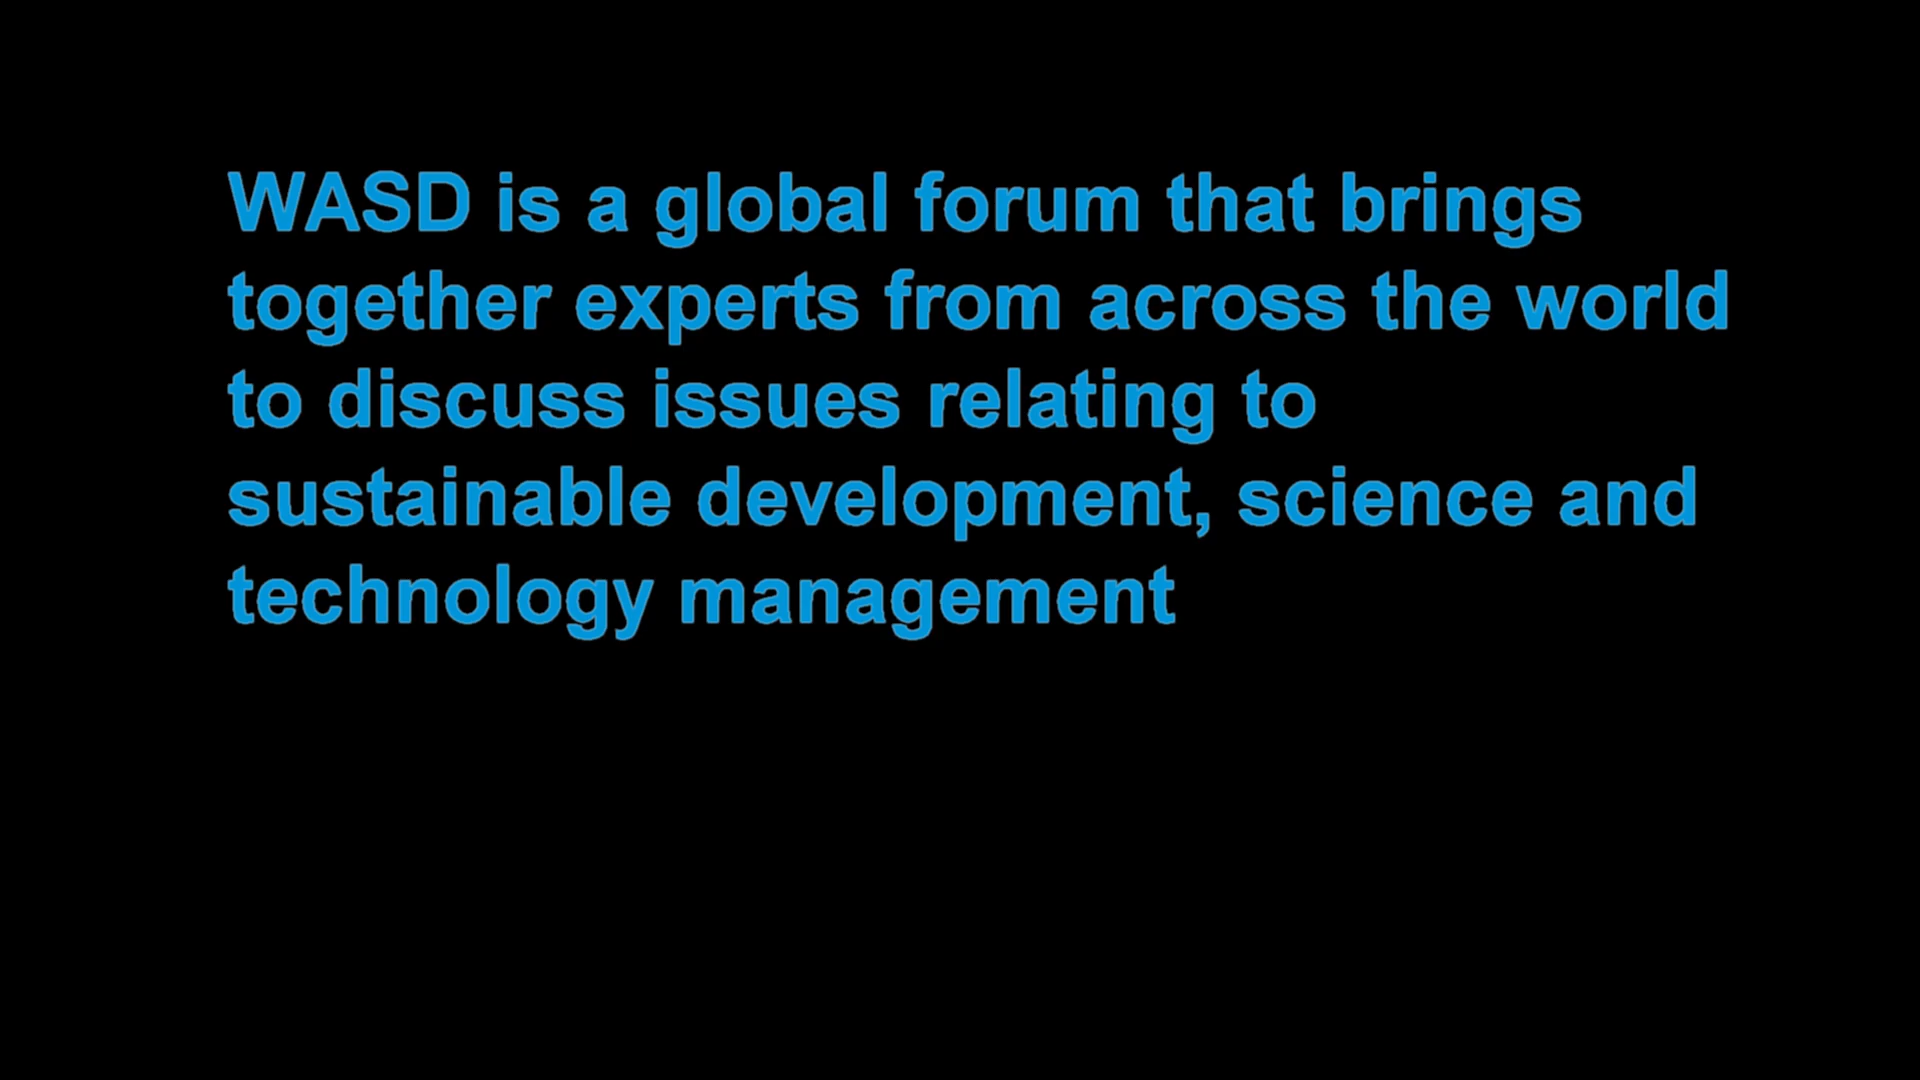 WASD is a global forum that brings
together experts from across the world
to discuss issues relating to
sustainable development, science and
technology management